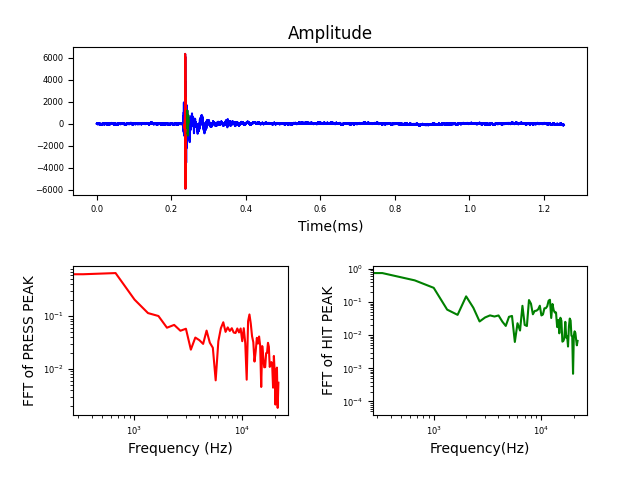 Amplitude
6000
4000
2000
0
−2000
−4000
−6000
0.0 0.2 0.4 0.6 0.8 1.0 1.2
Time(ms)
FFT of PRESS PEAK
10⁻¹
10⁻²
10³ 10⁴
Frequency (Hz)
FFT of HIT PEAK
10⁰
10⁻¹
10⁻²
10⁻³
10⁻⁴
10³ 10⁴
Frequency(Hz)